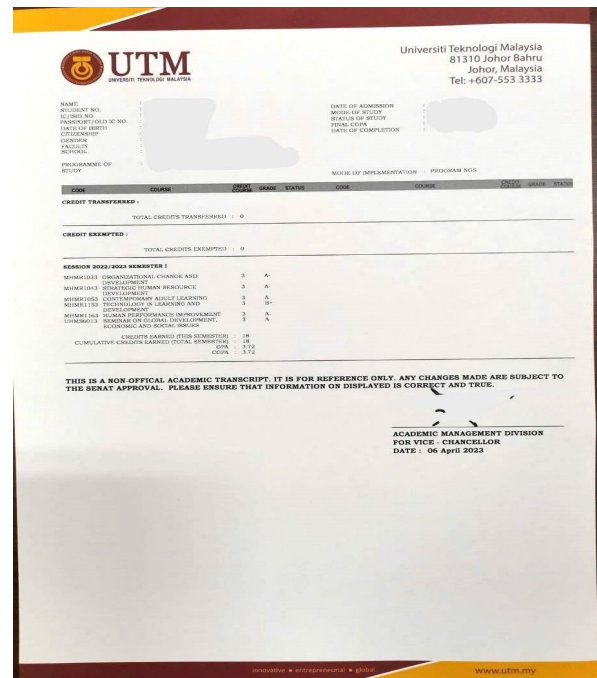 UTM
UNIVERSITI TEKNOLOGI MALAYSIA
Universiti Teknologi Malaysia
81310 Johor Bahru
Johor, Malaysia
Tel: +607-553 3333
NAME :
STUDENT NO. :
IC/ISID NO. :
PASSPORT/OLD IC NO. :
DATE OF BIRTH :
CITIZENSHIP :
GENDER :
FACULTY :
SCHOOL :
PROGRAMME OF :
STUDY
DATE OF ADMISSION :
MODE OF STUDY :
STATUS OF STUDY :
FINAL CGPA :
DATE OF COMPLETION :
MODE OF IMPLEMENTATION : PROGRAM NGS
CODE COURSE CREDIT COURSE GRADE STATUS CODE COURSE CREDIT COURSE GRADE STATUS
CREDIT TRANSFERRED :
TOTAL CREDITS TRANSFERRED : 0
CREDIT EXEMPTED :
TOTAL CREDITS EXEMPTED : 0
SESSION 2022/2023 SEMESTER I
MHMR1033 ORGANIZATIONAL CHANGE AND 3 A-
DEVELOPMENT
MHMR1043 STRATEGIC HUMAN RESOURCE 3 A-
DEVELOPMENT
MHMR1053 CONTEMPORARY ADULT LEARNING 3 A
MHMR1153 TECHNOLOGY IN LEARNING AND 3 B+
DEVELOPMENT
MHMR1163 HUMAN PERFORMANCE IMPROVEMENT 3 A-
UHMS6013 SEMINAR ON GLOBAL DEVELOPMENT, 3 A
ECONOMIC AND SOCIAL ISSUES
CREDITS EARNED (THIS SEMESTER) : 18
CUMULATIVE CREDITS EARNED (TOTAL SEMESTER) : 18
GPA : 3.72
CGPA : 3.72
THIS IS A NON-OFFICAL ACADEMIC TRANSCRIPT. IT IS FOR REFERENCE ONLY. ANY CHANGES MADE ARE SUBJECT TO
THE SENAT APPROVAL. PLEASE ENSURE THAT INFORMATION ON DISPLAYED IS CORRECT AND TRUE.
ACADEMIC MANAGEMENT DIVISION
FOR VICE - CHANCELLOR
DATE : 06 April 2023
innovative ● entrepreneurial ● global
www.utm.my